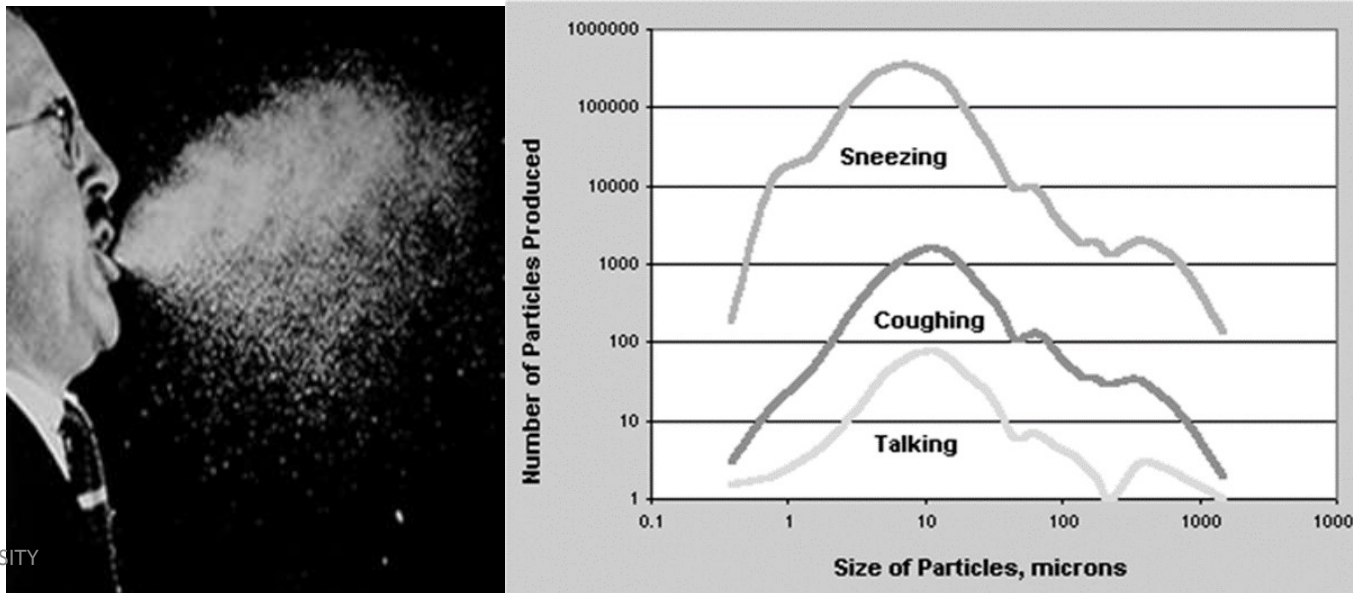 SITY
1000000
100000
10000
1000
100
10
1
Number of Particles Produced
Sneezing
Coughing
Talking
0.1
1
10
100
1000
1000
Size of Particles, microns